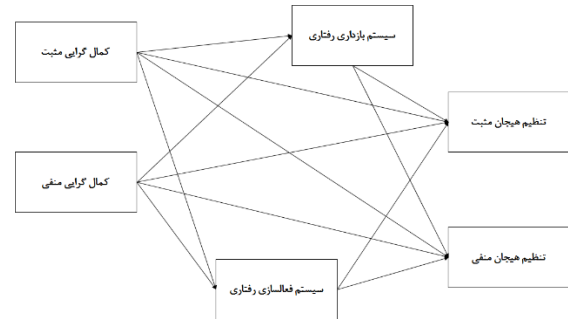 سیستم بازداری رفتاری
کمال گرایی مثبت
تنظیم هیجان مثبت
کمال گرایی منفی
تنظیم هیجان منفی
سیستم فعالسازی رفتاری